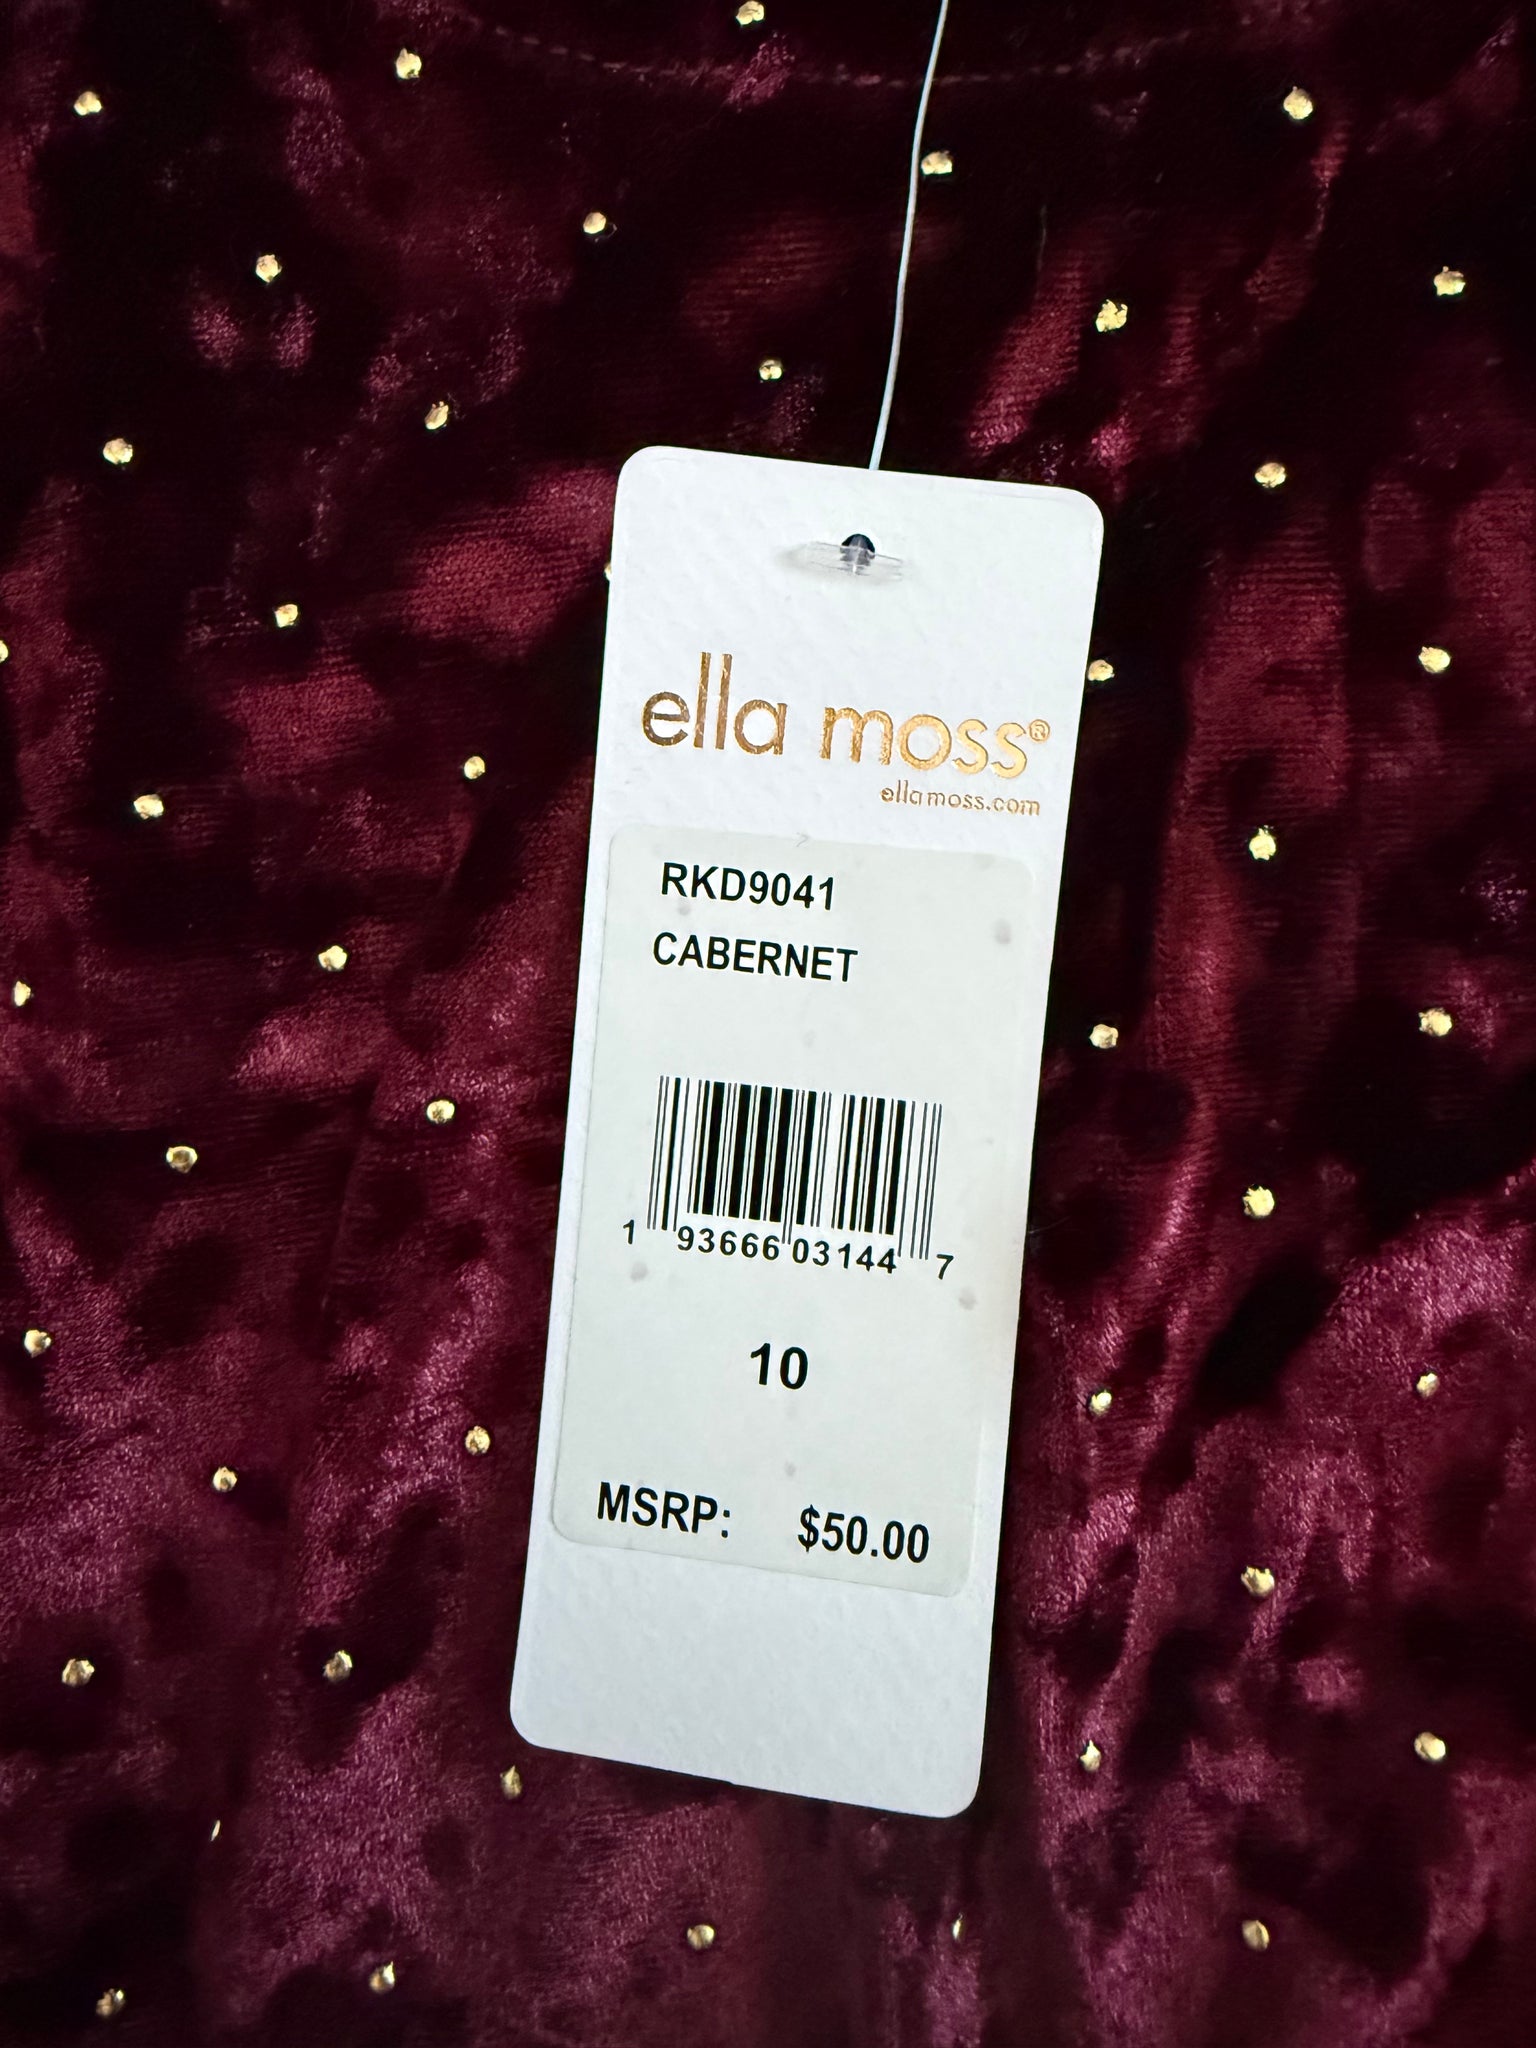 ella moss®
ellamoss.com
RKD9041
CABERNET
1 93666 03144 7
10
MSRP: $50.00